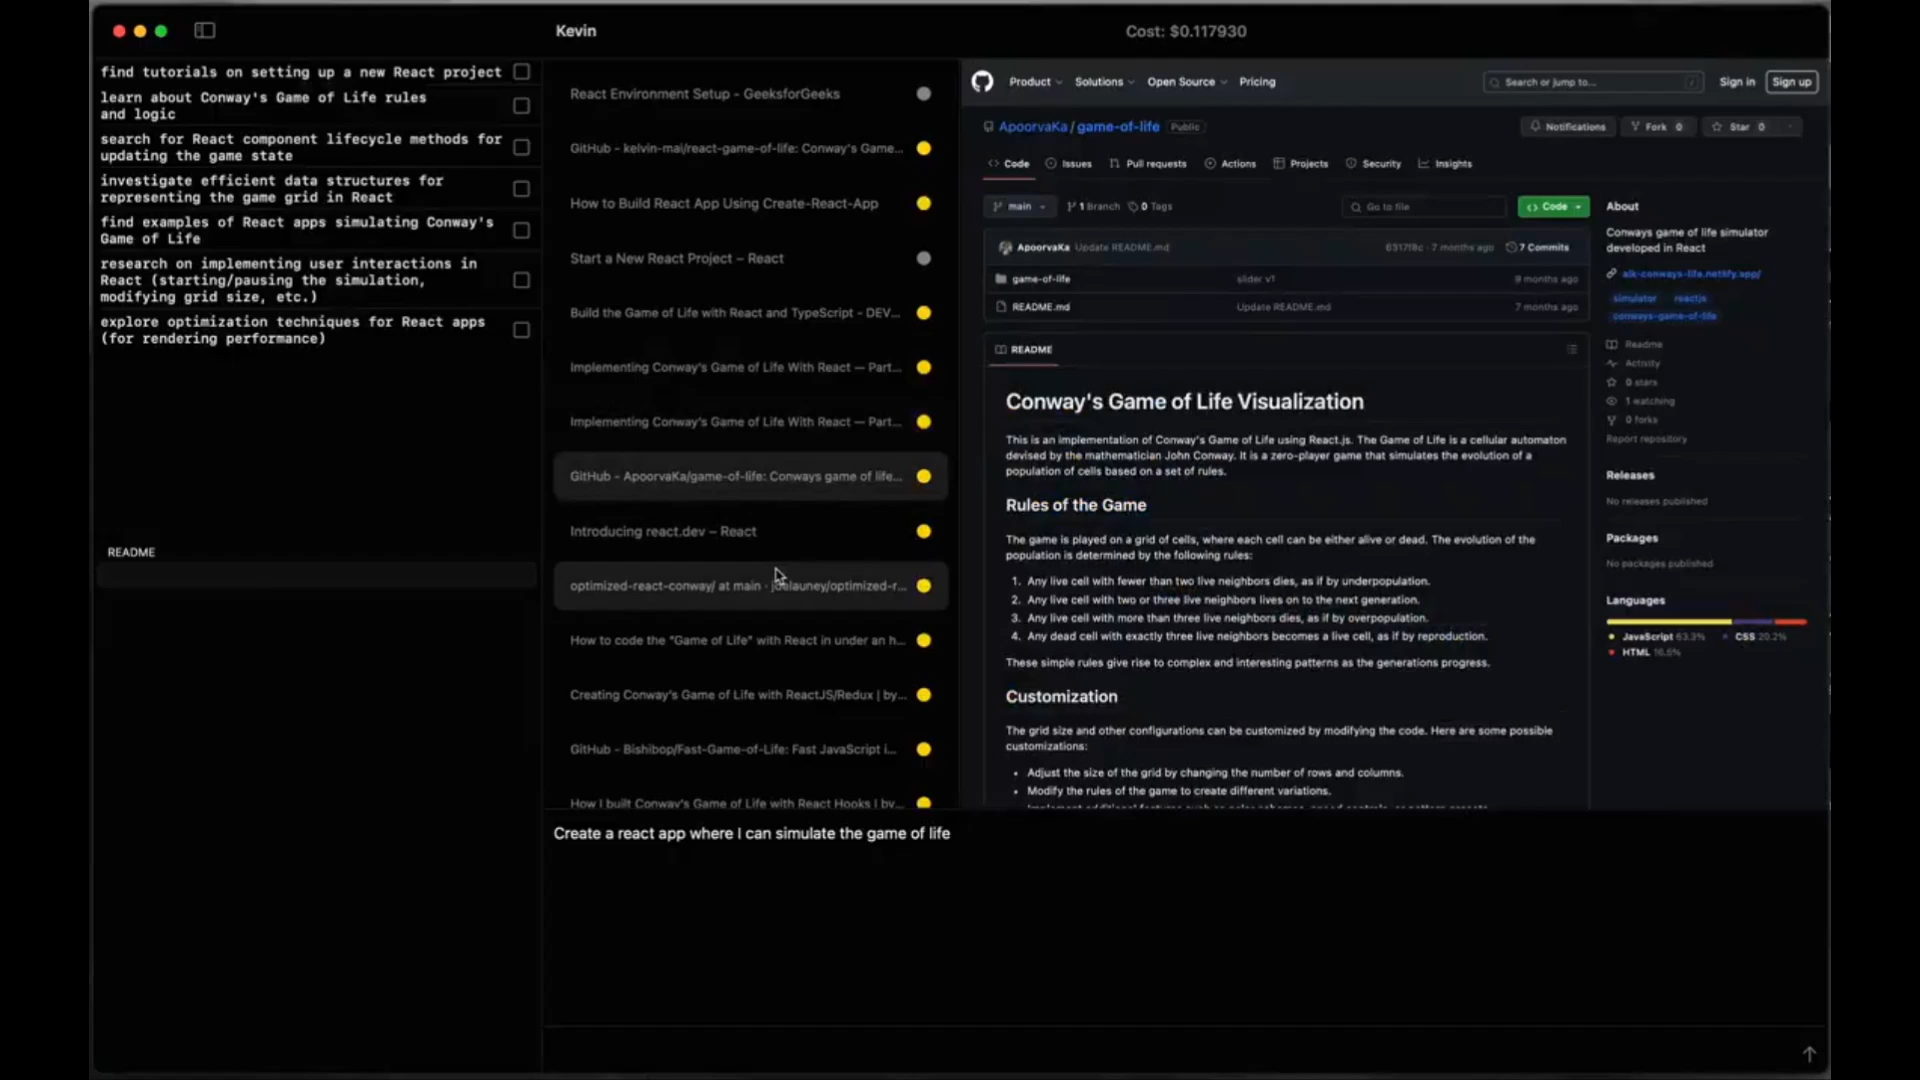 Kevin
Cost: $0.117930
find tutorials on setting up a new React project
learn about Conway's Game of Life rules
and logic
search for React component lifecycle methods for
updating the game state
investigate efficient data structures for
representing the game grid in React
find examples of React apps simulating Conway's
Game of Life
research on implementing user interactions in
React (starting/pausing the simulation,
modifying grid size, etc.)
explore optimization techniques for React apps
(for rendering performance)
README
React Environment Setup - GeeksforGeeks
GitHub - kelvin-mai/react-game-of-life: Conway's Game...
How to Build React App Using Create-React-App
Start a New React Project – React
Build the Game of Life with React and TypeScript - DEV...
Implementing Conway's Game of Life With React — Part...
Implementing Conway's Game of Life With React — Part...
GitHub - ApoorvaKa/game-of-life: Conways game of life...
Introducing react.dev – React
optimized-react-conway/ at main · jdelauney/optimized-r...
How to code the "Game of Life" with React in under an h...
Creating Conway's Game of Life with ReactJS/Redux | by...
GitHub - Bishibop/Fast-Game-of-Life: Fast JavaScript i...
How I built Conway's Game of Life with React Hooks | by...
Product Solutions Open Source Pricing
Search or jump to... /
Sign in Sign up
ApoorvaKa / game-of-life Public
Notifications Fork 0 Star 0
Code Issues Pull requests Actions Projects Security Insights
main 1 Branch 0 Tags
Go to file
Code
ApoorvaKa Update README.md 7 months ago 7 Commits
game-of-life slider v1 9 months ago
README.md Update README.md 7 months ago
README
Conway's Game of Life Visualization
This is an implementation of Conway's Game of Life using React.js. The Game of Life is a cellular automaton
devised by the mathematician John Conway. It is a zero-player game that simulates the evolution of a
population of cells based on a set of rules.
Rules of the Game
The game is played on a grid of cells, where each cell can be either alive or dead. The evolution of the
population is determined by the following rules:
1. Any live cell with fewer than two live neighbors dies, as if by underpopulation.
2. Any live cell with two or three live neighbors lives on to the next generation.
3. Any live cell with more than three live neighbors dies, as if by overpopulation.
4. Any dead cell with exactly three live neighbors becomes a live cell, as if by reproduction.
These simple rules give rise to complex and interesting patterns as the generations progress.
Customization
The grid size and other configurations can be customized by modifying the code. Here are some possible
customizations:
• Adjust the size of the grid by changing the number of rows and columns.
• Modify the rules of the game to create different variations.
About
Conways game of life simulator
developed in React
alk-conways-life.netlify.app/
simulator reactjs
conways-game-of-life
Readme
Activity
0 stars
1 watching
0 forks
Report repository
Releases
No releases published
Packages
No packages published
Languages
JavaScript 63.3% CSS 20.2%
HTML 16.5%
Create a react app where I can simulate the game of life